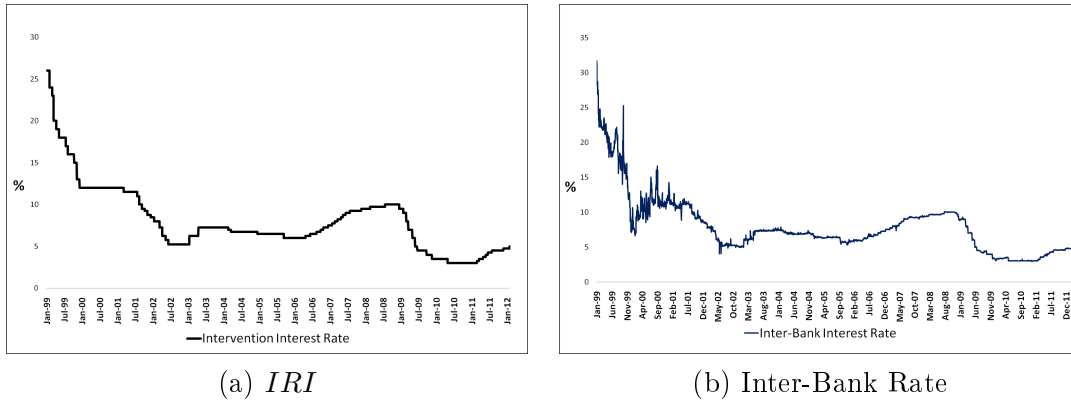 30
25
20
15
%
10
5
0
Jan-99
Jul-99
Jan-00
Jul-00
Jan-01
Jul-01
Jan-02
Jul-02
Jan-03
Jul-03
Jan-04
Jul-04
Jan-05
Jul-05
Jan-06
Jul-06
Jan-07
Jul-07
Jan-08
Jul-08
Jan-09
Jul-09
Jan-10
Jul-10
Jan-11
Jul-11
Jan-12
Intervention Interest Rate
(a) IRI
35
30
25
20
15
%
10
5
0
Jan-99
Jun-99
Nov-99
Apr-00
Sep-00
Feb-01
Jul-01
Dec-01
May-02
Oct-02
Mar-03
Aug-03
Jan-04
Jun-04
Nov-04
Apr-05
Sep-05
Feb-06
Jul-06
Dec-06
May-07
Oct-07
Mar-08
Aug-08
Jan-09
Jun-09
Nov-09
Apr-10
Sep-10
Feb-11
Jul-11
Dec-11
Inter-Bank Interest Rate
(b) Inter-Bank Rate